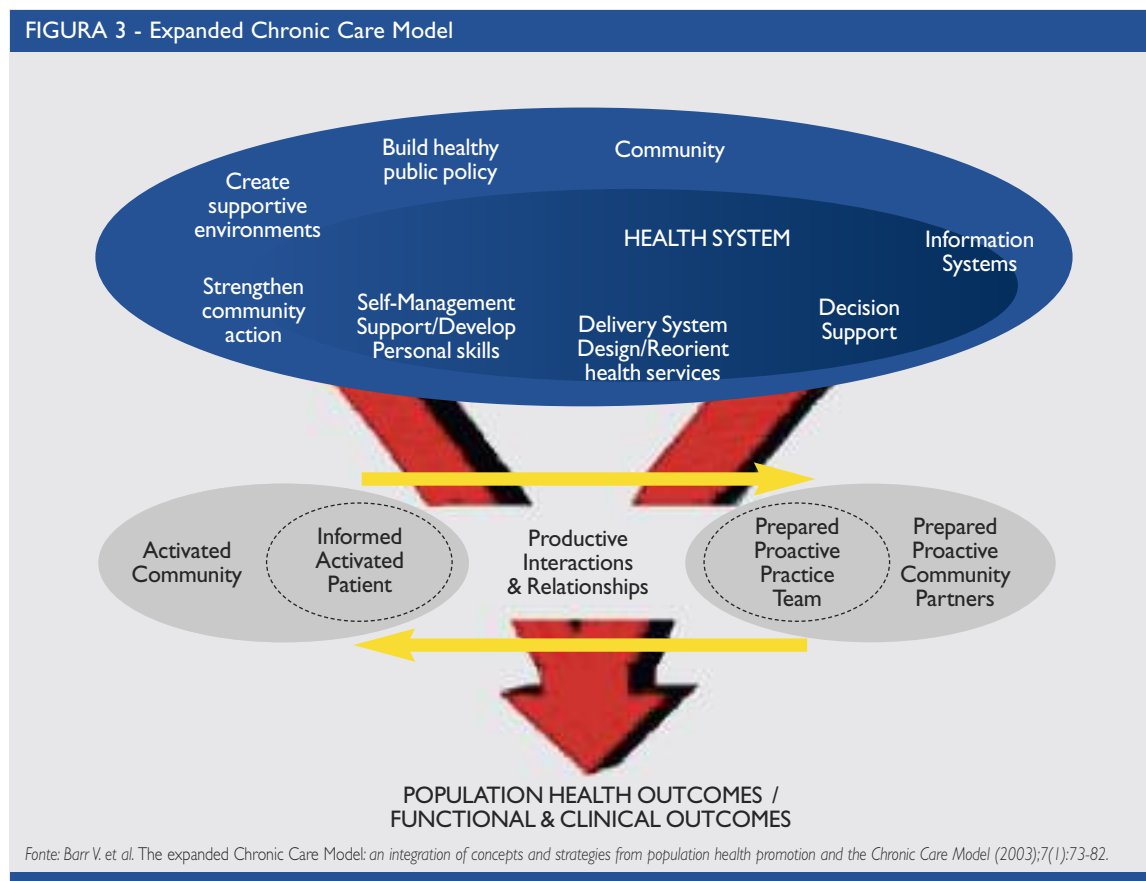 FIGURA 3 - Expanded Chronic Care Model
Build healthy
public policy
Community
Create
supportive
environments
HEALTH SYSTEM
Information
Systems
Strengthen
community
action
Self-Management
Support/Develop
Personal skills
Delivery System
Design/Reorient
health services
Decision
Support
Activated
Community
Informed
Activated
Patient
Productive
Interactions
& Relationships
Prepared
Proactive
Practice
Team
Prepared
Proactive
Community
Partners
POPULATION HEALTH OUTCOMES /
FUNCTIONAL & CLINICAL OUTCOMES
Fonte: Barr V. et al. The expanded Chronic Care Model: an integration of concepts and strategies from population health promotion and the Chronic Care Model (2003);7(1):73-82.